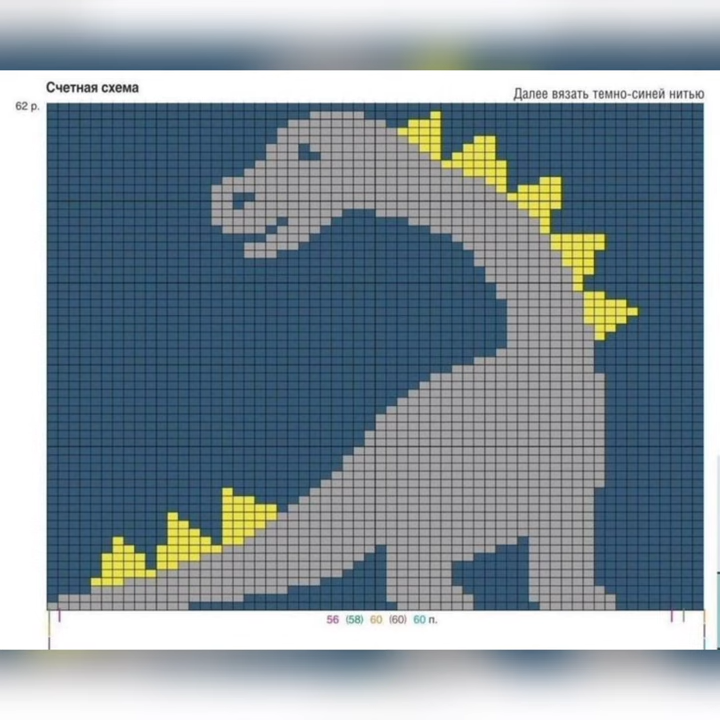 Счетная схема
Далее вязать темно-синей нитью
62 р.
56 (58) 60 (60) 60 п.